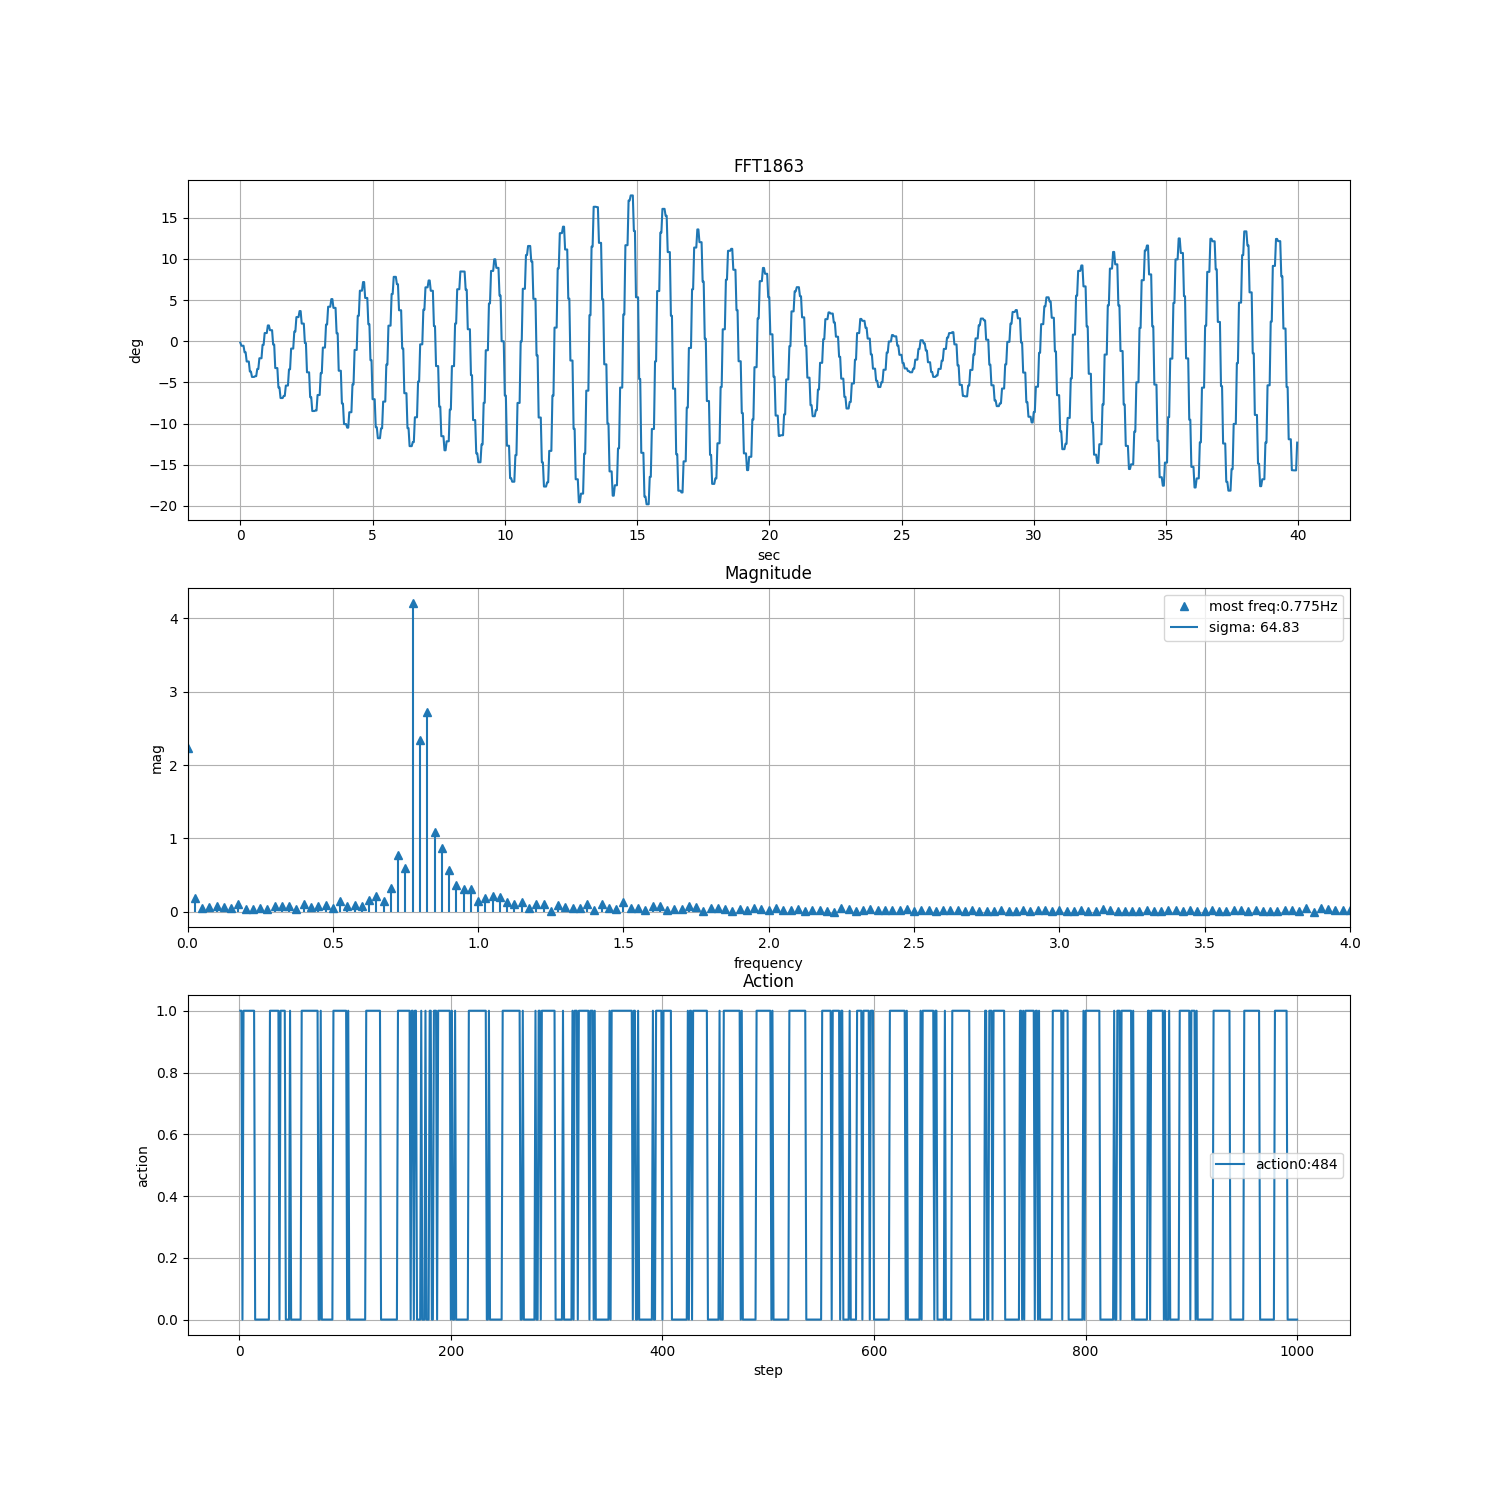 FFT1863
15
10
5
0
−5
−10
−15
−20
deg
0 5 10 15 20 25 30 35 40
sec
Magnitude
most freq:0.775Hz
sigma: 64.83
4
3
2
1
0
mag
0.0 0.5 1.0 1.5 2.0 2.5 3.0 3.5 4.0
frequency
Action
1.0
0.8
0.6
0.4
0.2
0.0
action
action0:484
0 200 400 600 800 1000
step